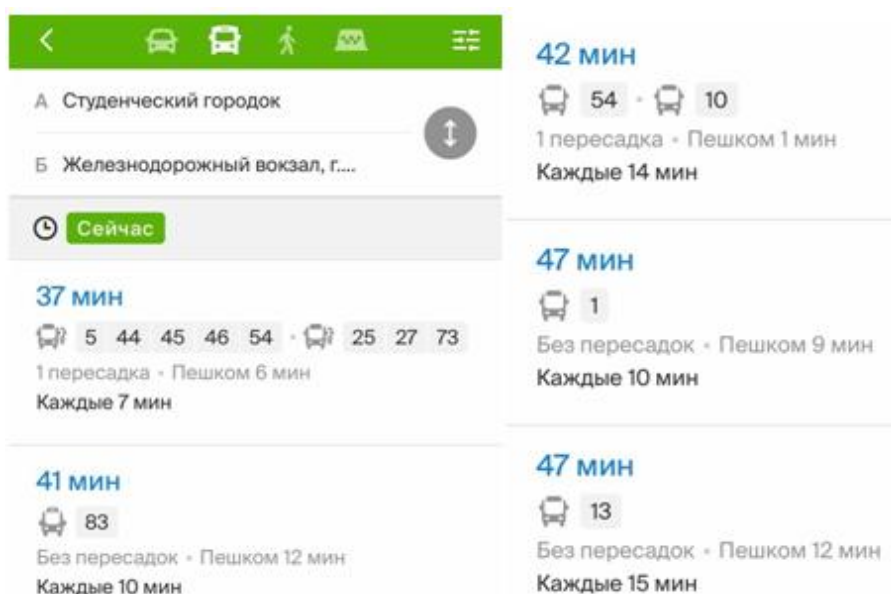 А Студенческий городок
Б Железнодорожный вокзал, г....
Сейчас
37 мин
5 44 45 46 54 · 25 27 73
1 пересадка • Пешком 6 мин
Каждые 7 мин
41 мин
83
Без пересадок • Пешком 12 мин
Каждые 10 мин
42 мин
54 · 10
1 пересадка • Пешком 1 мин
Каждые 14 мин
47 мин
1
Без пересадок • Пешком 9 мин
Каждые 10 мин
47 мин
13
Без пересадок • Пешком 12 мин
Каждые 15 мин